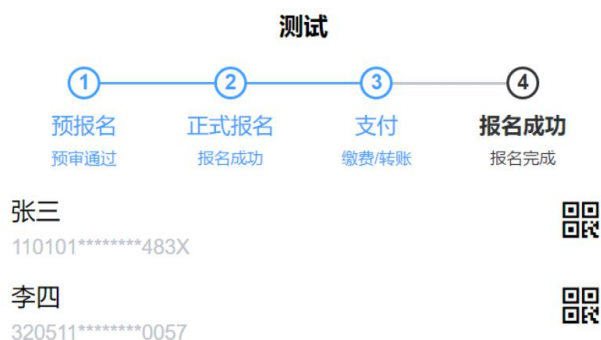 测试
1 2 3 4
预报名 正式报名 支付 报名成功
预审通过 报名成功 缴费/转账 报名完成
张三
110101********483X
李四
320511********0057